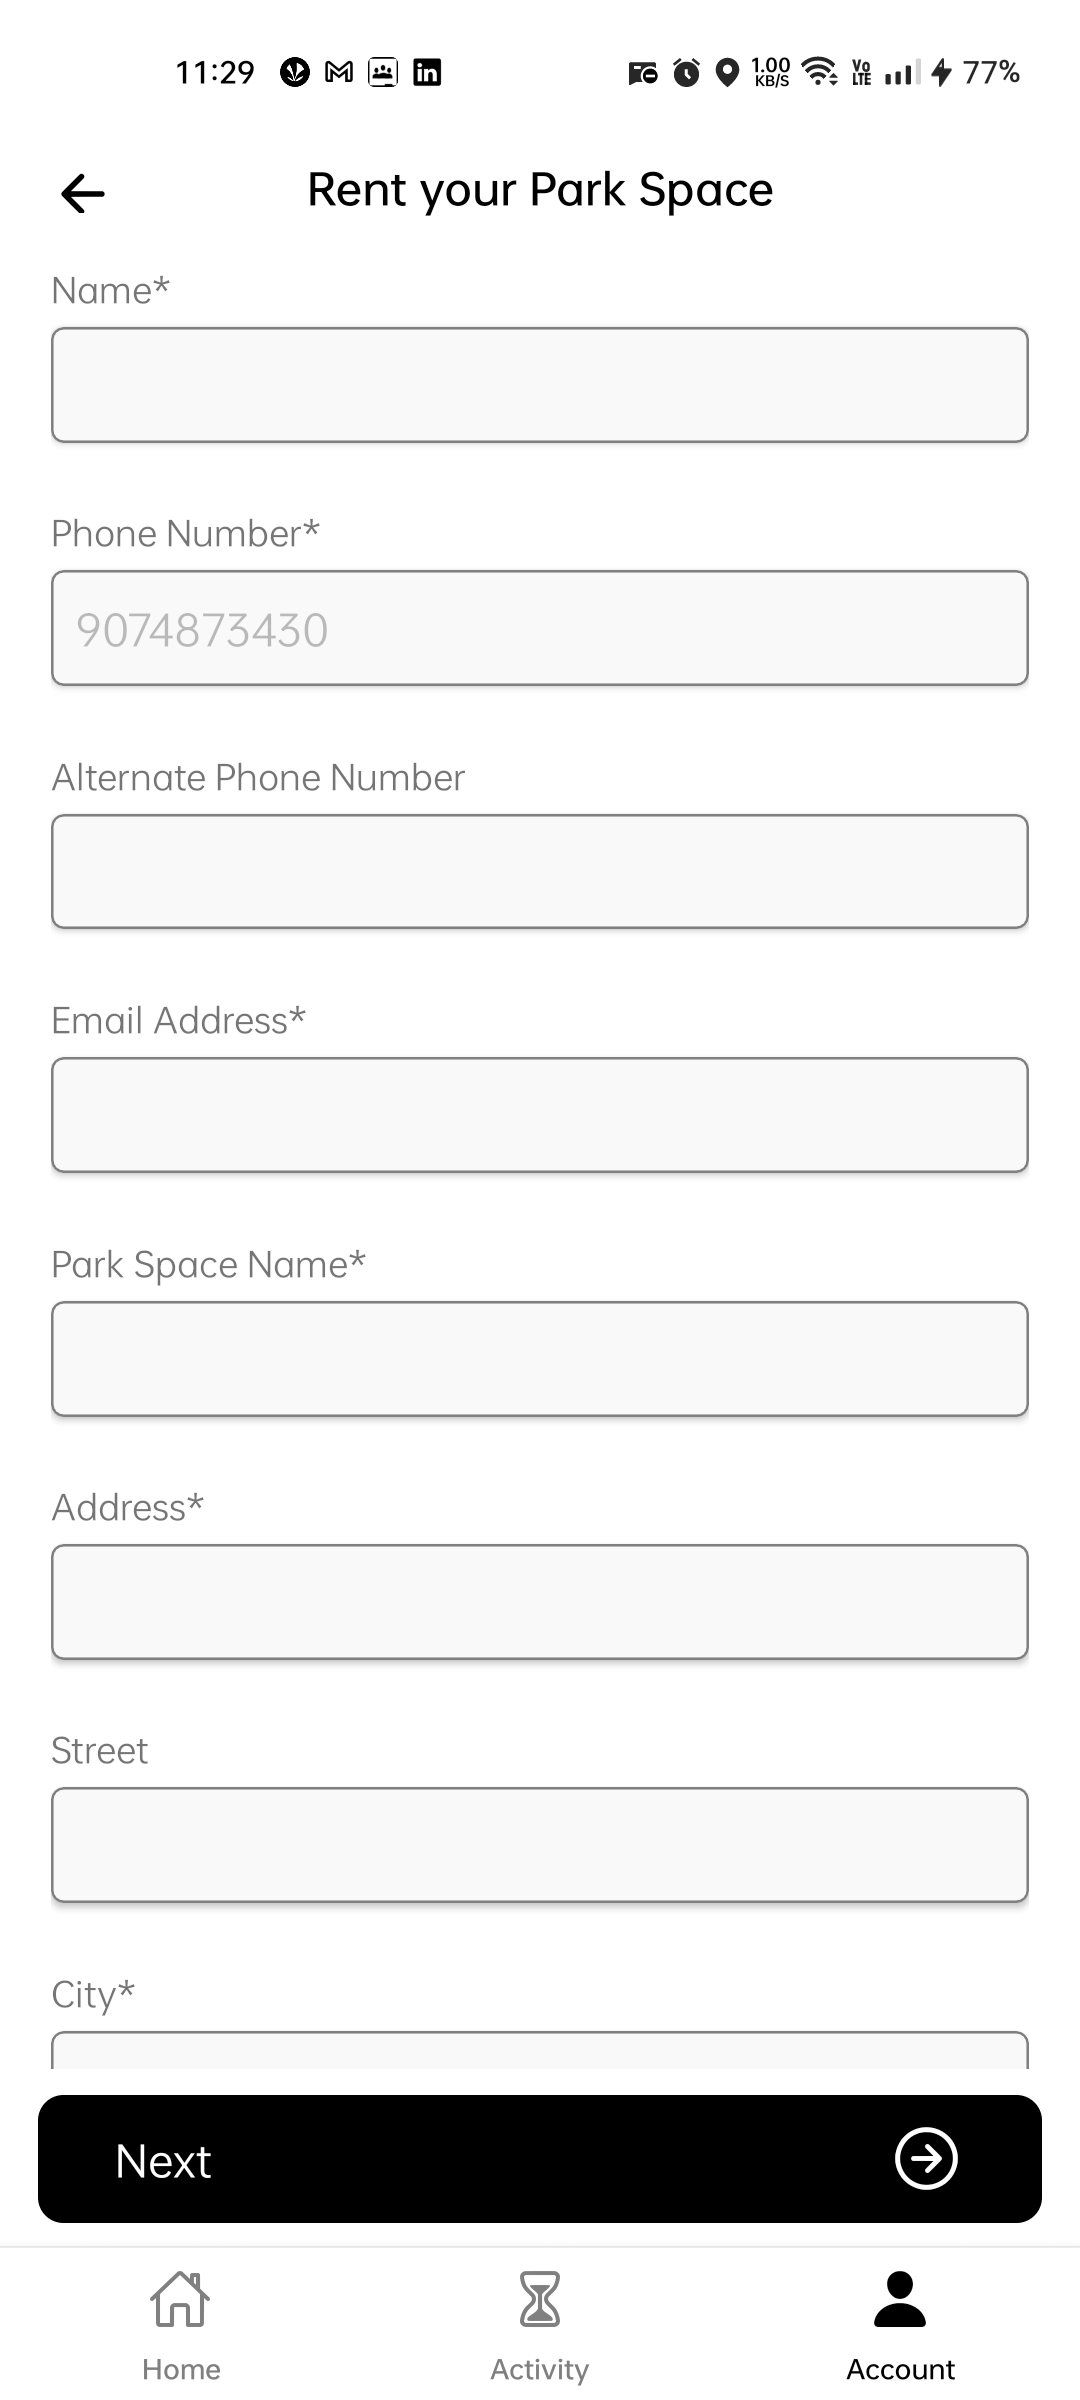 11:29 1.00 KB/S Vo LTE 77%
Rent your Park Space
Name*
Phone Number*
9074873430
Alternate Phone Number
Email Address*
Park Space Name*
Address*
Street
City*
Next
Home Activity Account